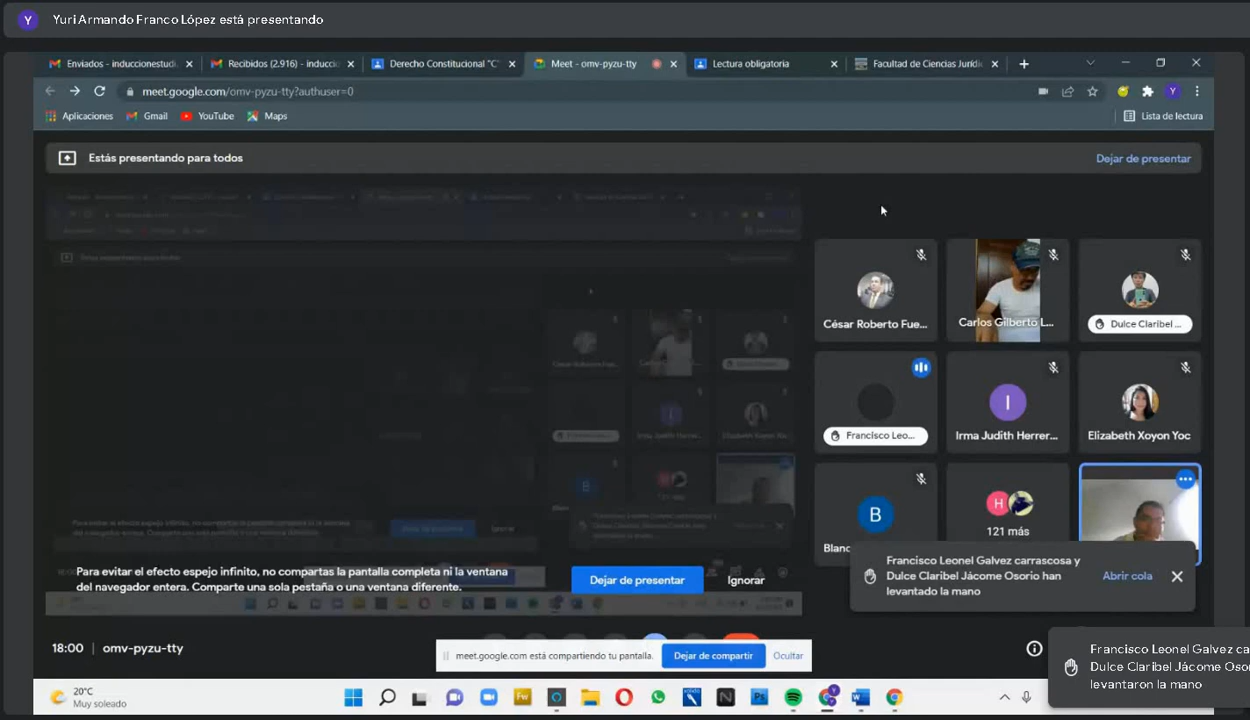 Y Yuri Armando Franco López está presentando
Enviados - induccionestudi.
Recibidos (2.916) - induccio
Derecho Constitucional "C"
Meet - omv-pyzu-tty
Lectura obligatoria
Facultad de Ciencias Jurídic
meet.google.com/omv-pyzu-tty?authuser=0
Y
Aplicaciones
Gmail
YouTube
Maps
Lista de lectura
Estás presentando para todos
Dejar de presentar
César Roberto Fue...
Carlos Gilberto L...
Dulce Claribel ...
Francisco Leo...
I
Irma Judith Herrer...
Elizabeth Xoyon Yoc
B
Blanc
H
121 más
Francisco Leonel Galvez carrascosa y
Dulce Claribel Jácome Osorio han
levantado la mano
Abrir cola
Para evitar el efecto espejo infinito, no compartas la pantalla completa ni la ventana
del navegador entera. Comparte una sola pestaña o una ventana diferente.
Dejar de presentar
Ignorar
18:00 | omv-pyzu-tty
meet.google.com está compartiendo tu pantalla.
Dejar de compartir
Ocultar
Francisco Leonel Galvez ca
Dulce Claribel Jácome Oso
levantaron la mano
20°C
Muy soleado